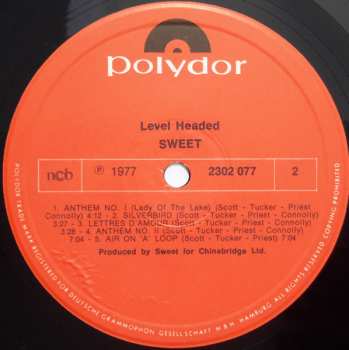 polydor
Level Headed
SWEET
ncb ℗ 1977 2302 077 2
1. ANTHEM NO. I (Lady Of The Lake) (Scott - Tucker - Priest
Connolly) 4:12 - 2. SILVERBIRD (Scott - Tucker - Priest - Connolly)
3:27 - 3. LETTRES D'AMOUR (Scott - Tucker - Priest - Connolly)
3:28 - 4. ANTHEM NO. II (Scott - Tucker - Priest - Connolly)
7:04 - 5. AIR ON 'A' LOOP (Scott - Tucker - Priest) 7:04
Produced by Sweet for Chinabridge Ltd.
POLYDOR TRADE MARK REGISTERED FOR DEUTSCHE GRAMMOPHON GESELLSCHAFT M·B·H· HAMBURG. ALL RIGHTS RESERVED. COPYING PROHIBITED